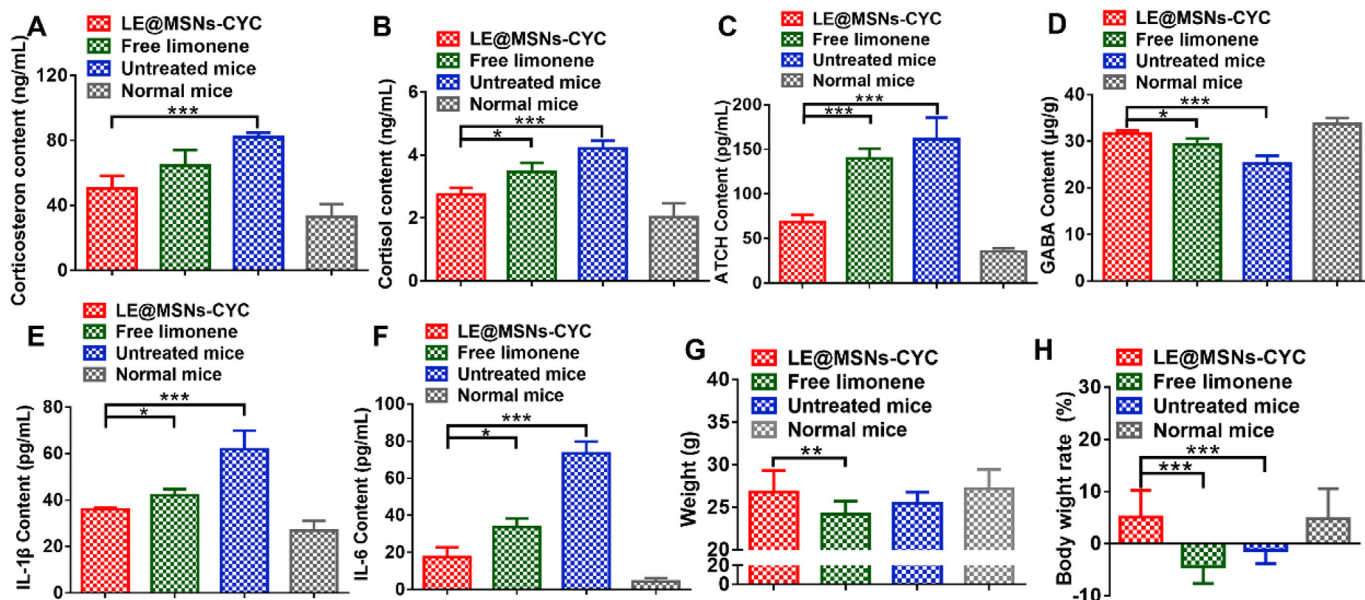 A
LE@MSNs-CYC
Free limonene
Untreated mice
Normal mice
Corticosteron content (ng/mL)
120
80
40
0
***
B
LE@MSNs-CYC
Free limonene
Untreated mice
Normal mice
Cortisol content (ng/mL)
6
4
2
0
***
*
C
LE@MSNs-CYC
Free limonene
Untreated mice
Normal mice
ATCH Content (pg/mL)
200
150
100
50
0
***
***
D
LE@MSNs-CYC
Free limonene
Untreated mice
Normal mice
GABA Content (µg/g)
40
30
20
10
0
***
*
E
LE@MSNs-CYC
Free limonene
Untreated mice
Normal mice
IL-1β Content (pg/mL)
80
60
40
20
0
***
*
F
LE@MSNs-CYC
Free limonene
Untreated mice
Normal mice
IL-6 Content (pg/mL)
100
80
60
40
20
0
***
*
G
LE@MSNs-CYC
Free limonene
Untreated mice
Normal mice
Weight (g)
40
35
30
25
20
20
0
**
H
LE@MSNs-CYC
Free limonene
Untreated mice
Normal mice
Body wight rate (%)
30
20
10
0
-10
***
***